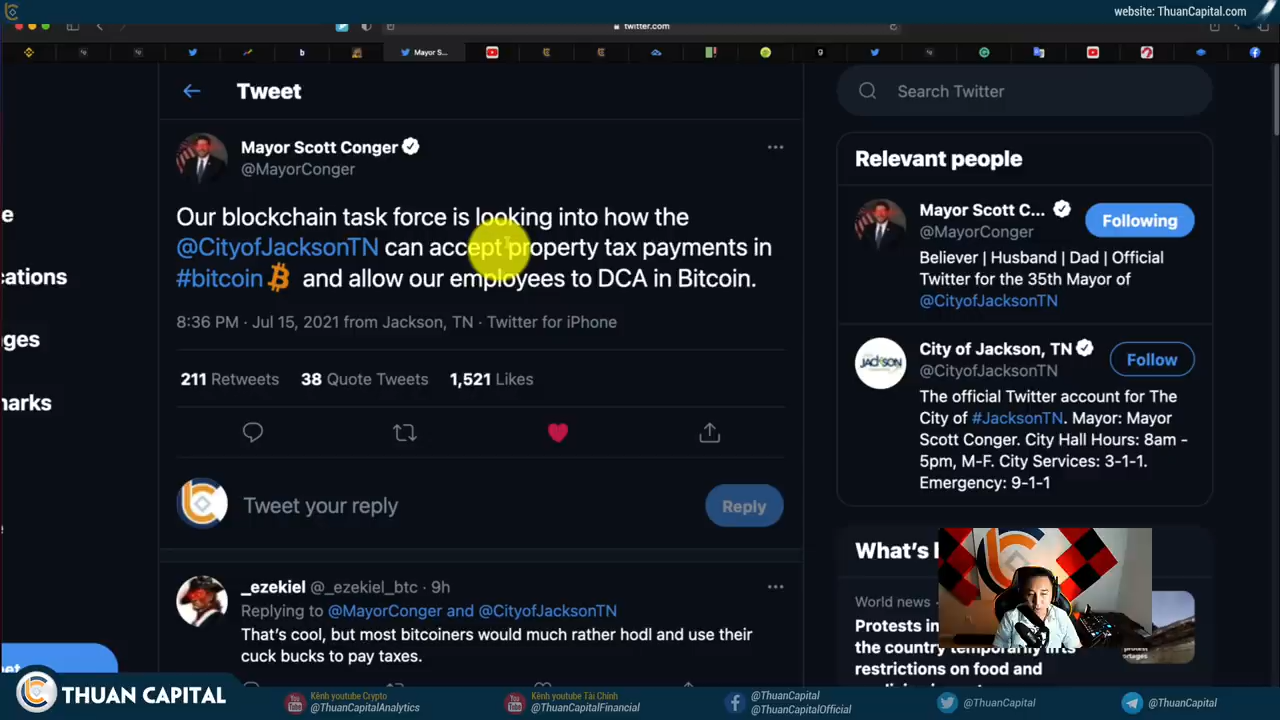 website: ThuanCapital.com
twitter.com
Mayor S...
Tweet
Mayor Scott Conger
@MayorConger
Our blockchain task force is looking into how the
@CityofJacksonTN can accept property tax payments in
#bitcoin and allow our employees to DCA in Bitcoin.
8:36 PM · Jul 15, 2021 from Jackson, TN · Twitter for iPhone
211 Retweets 38 Quote Tweets 1,521 Likes
Tweet your reply
Reply
_ezekiel @_ezekiel_btc · 9h
Replying to @MayorConger and @CityofJacksonTN
That's cool, but most bitcoiners would much rather hodl and use their
cuck bucks to pay taxes.
Search Twitter
Relevant people
Mayor Scott C...
@MayorConger
Following
Believer | Husband | Dad | Official
Twitter for the 35th Mayor of
@CityofJacksonTN
City of Jackson, TN
@CityofJacksonTN
Follow
The official Twitter account for The
City of #JacksonTN. Mayor: Mayor
Scott Conger. City Hall Hours: 8am -
5pm, M-F. City Services: 3-1-1.
Emergency: 9-1-1
What's
World news
Protests in
the country temporarily lifts
restrictions on food and
THUAN CAPITAL
Kênh youtube Crypto
@ThuanCapitalAnalytics
Kênh youtube Tài Chính
@ThuanCapitalFinancial
@ThuanCapital
@ThuanCapitalOfficial
@ThuanCapital
@ThuanCapital